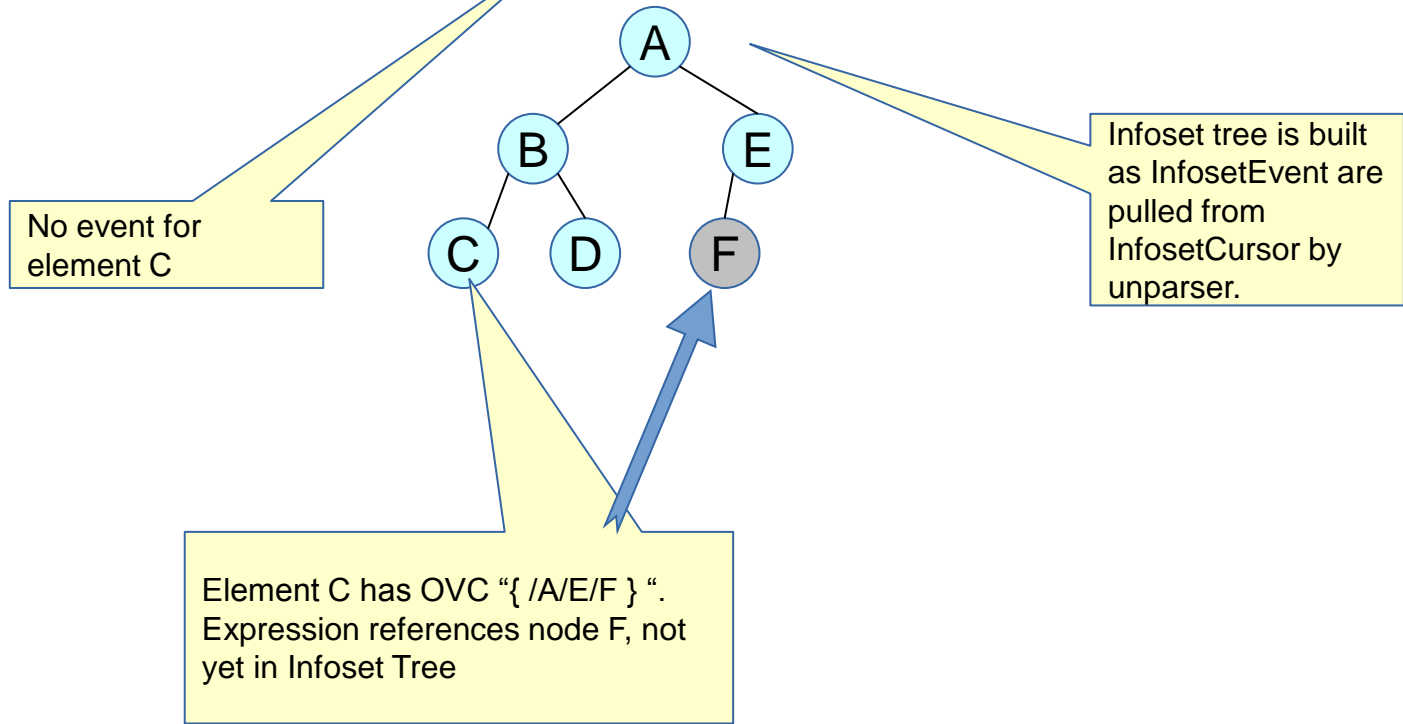 A
B
E
Infoset tree is built
as InfosetEvent are
pulled from
InfosetCursor by
unparser.
No event for
element C
C
D
F
Element C has OVC “{ /A/E/F } “.
Expression references node F, not
yet in Infoset Tree